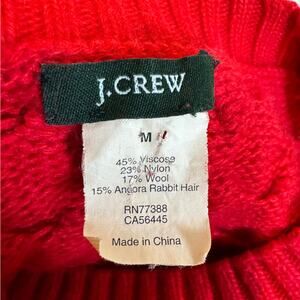 J.CREW
M
45% Viscose
23% Nylon
17% Wool
15% Angora Rabbit Hair
RN77388
CA56445
Made in China